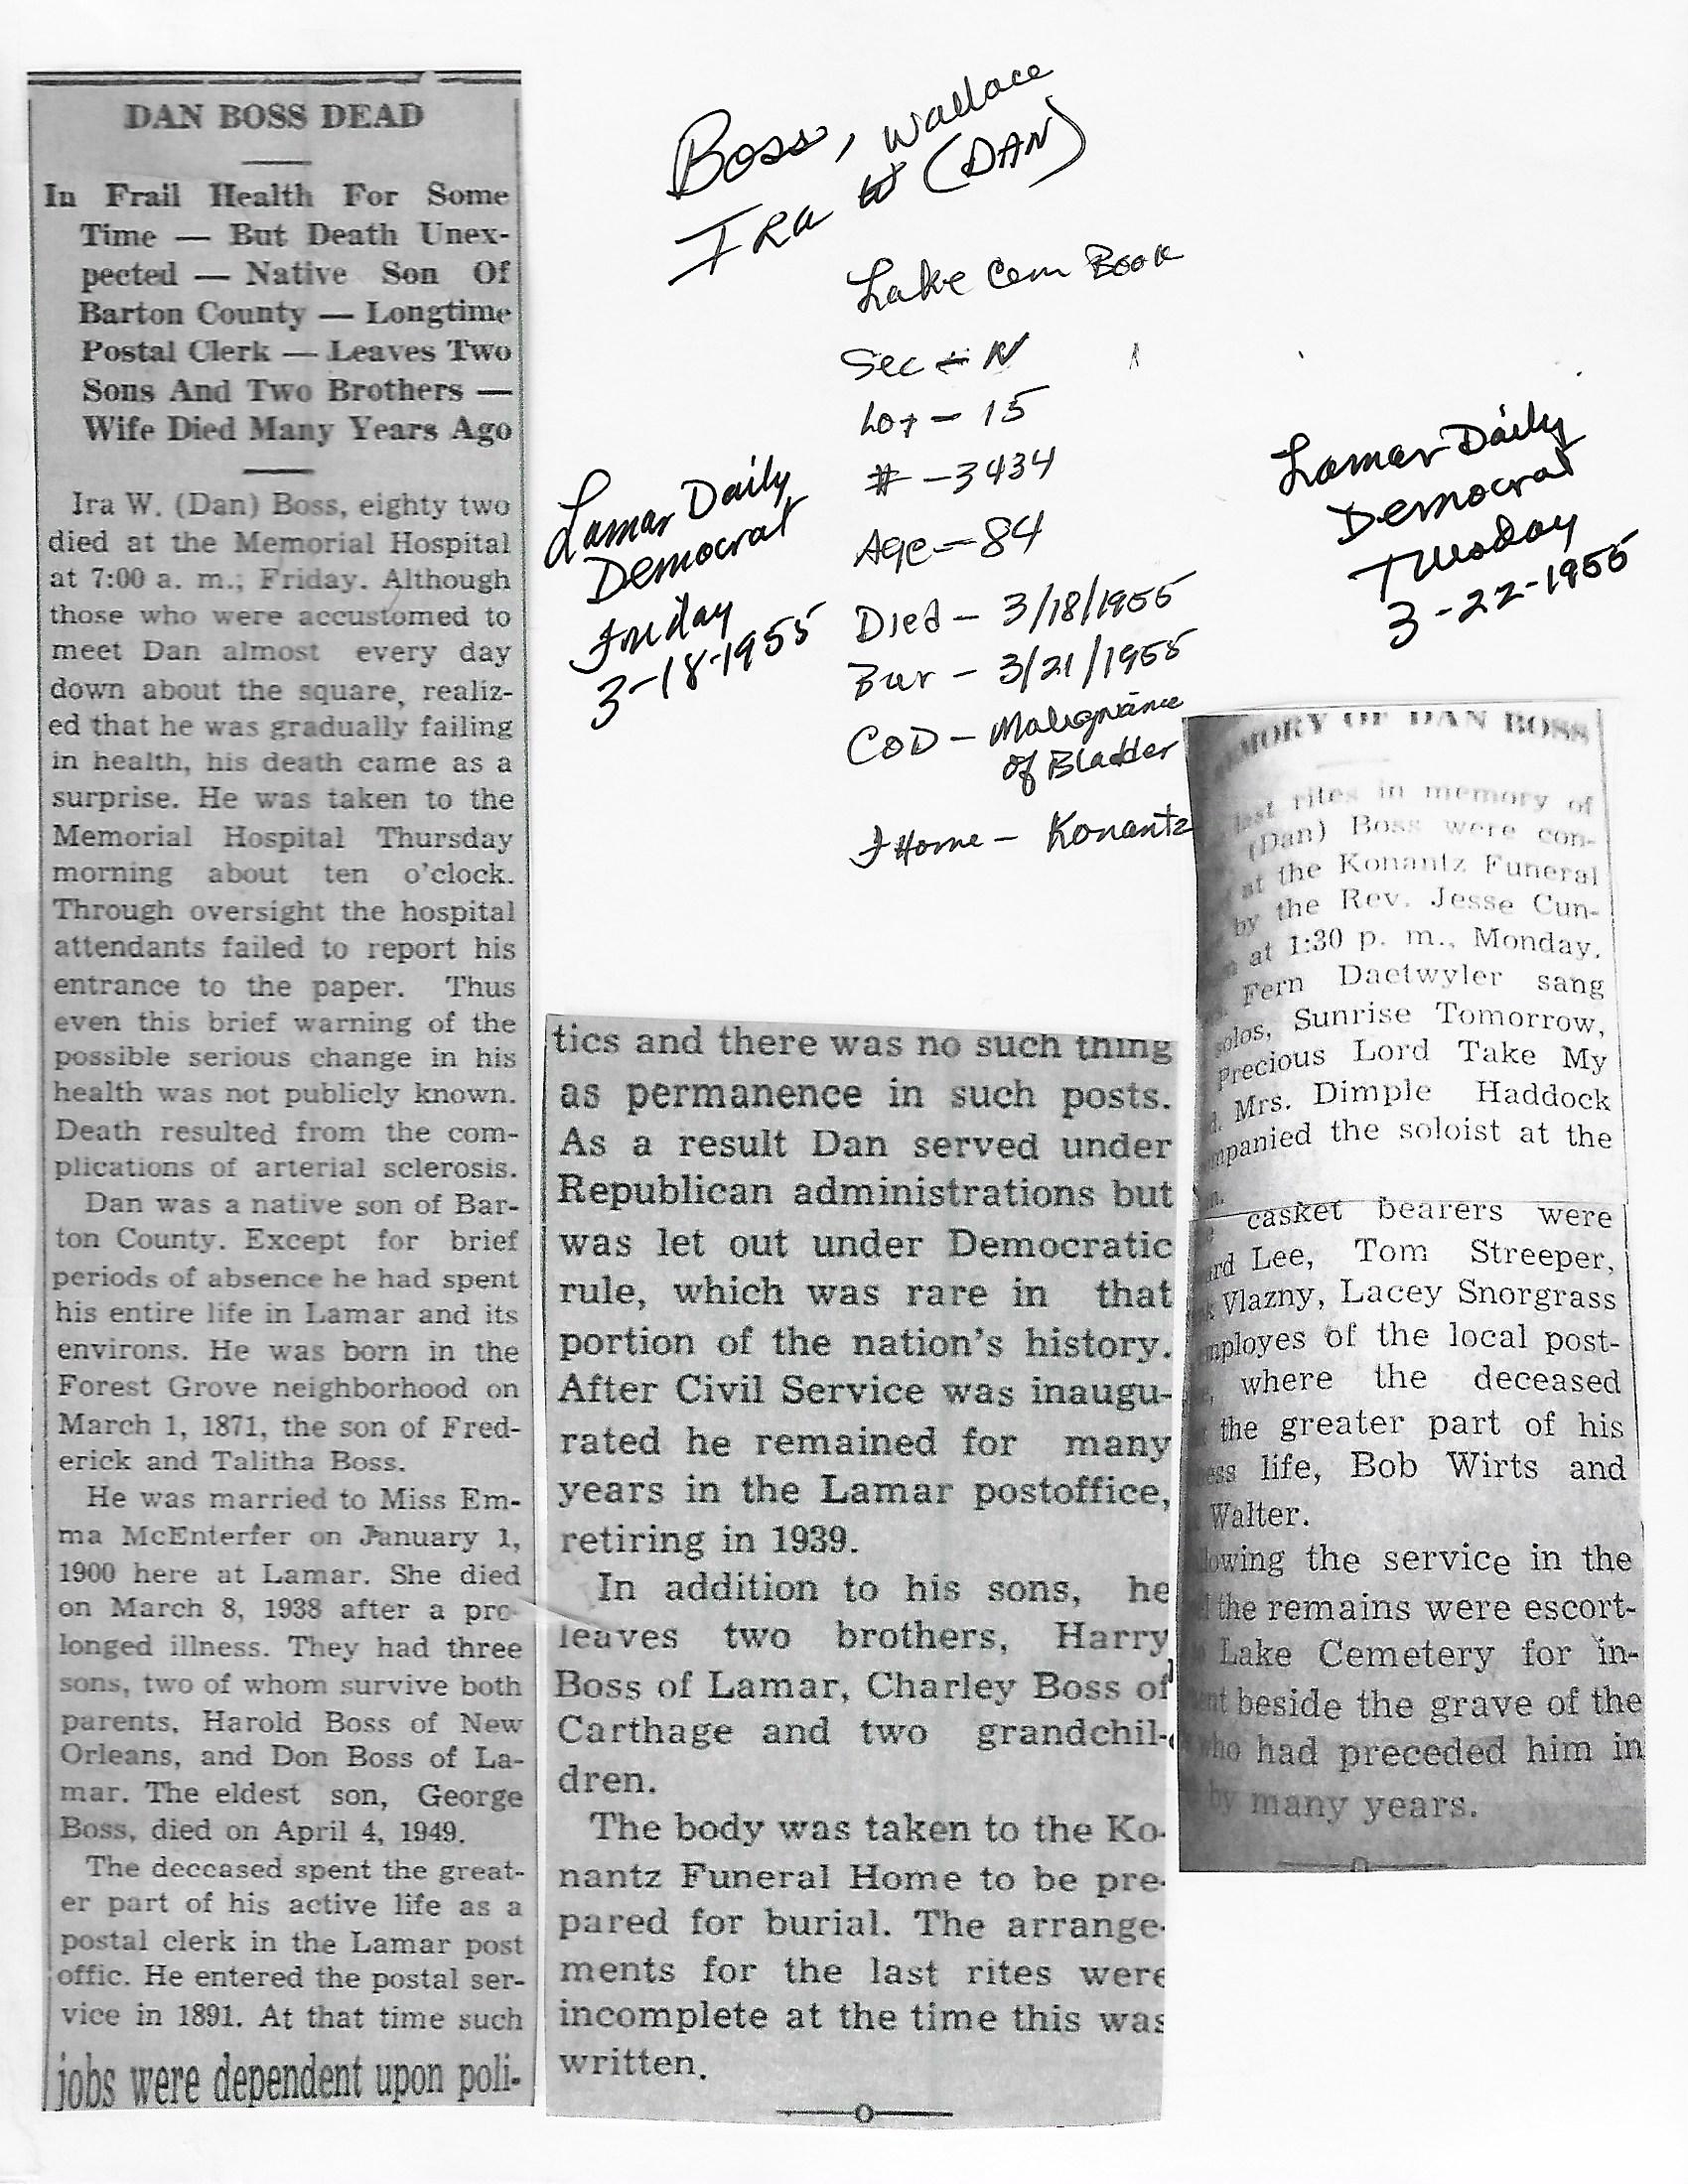 DAN BOSS DEAD
In Frail Health For Some
Time — But Death Unex-
pected — Native Son Of
Barton County — Longtime
Postal Clerk — Leaves Two
Sons And Two Brothers —
Wife Died Many Years Ago
Ira W. (Dan) Boss, eighty two
died at the Memorial Hospital
at 7:00 a. m.; Friday. Although
those who were accustomed to
meet Dan almost every day
down about the square, realiz-
ed that he was gradually failing
in health, his death came as a
surprise. He was taken to the
Memorial Hospital Thursday
morning about ten o'clock.
Through oversight the hospital
attendants failed to report his
entrance to the paper. Thus
even this brief warning of the
possible serious change in his
health was not publicly known.
Death resulted from the com-
plications of arterial sclerosis.
Dan was a native son of Bar-
ton County. Except for brief
periods of absence he had spent
his entire life in Lamar and its
environs. He was born in the
Forest Grove neighborhood on
March 1, 1871, the son of Fred-
erick and Talitha Boss.
He was married to Miss Em-
ma McEnterfer on January 1,
1900 here at Lamar. She died
on March 8, 1938 after a pro-
longed illness. They had three
sons, two of whom survive both
parents, Harold Boss of New
Orleans, and Don Boss of La-
mar. The eldest son, George
Boss, died on April 4, 1949.
The deceased spent the great-
er part of his active life as a
postal clerk in the Lamar post
offic. He entered the postal ser-
vice in 1891. At that time such
jobs were dependent upon poli-
Boss, Wallace
Ira W (DAN)
Lake Cem Book
Sec - N
Lot - 15
# - 3434
Age - 84
Died - 3/18/1955
Bur - 3/21/1955
CoD - Malignance
of Bladder
F Home - Konantz
Lamar Daily
Democrat
Friday
3-18-1955
tics and there was no such thing
as permanence in such posts.
As a result Dan served under
Republican administrations but
was let out under Democratic
rule, which was rare in that
portion of the nation's history.
After Civil Service was inaugu-
rated he remained for many
years in the Lamar postoffice,
retiring in 1939.
In addition to his sons, he
leaves two brothers, Harry
Boss of Lamar, Charley Boss of
Carthage and two grandchil-
dren.
The body was taken to the Ko-
nantz Funeral Home to be pre-
pared for burial. The arrange-
ments for the last rites were
incomplete at the time this was
written.
Lamar Daily
Democrat
Tuesday
3-22-1955
MORY OF DAN BOSS
last rites in memory of
(Dan) Boss were con-
at the Konantz Funeral
by the Rev. Jesse Cun-
at 1:30 p. m., Monday.
Fern Daetwyler sang
solos, Sunrise Tomorrow,
Precious Lord Take My
d. Mrs. Dimple Haddock
mpanied the soloist at the
n.
casket bearers were
ard Lee, Tom Streeper,
k Vlazny, Lacey Snorgrass
mployes of the local post-
where the deceased
the greater part of his
ess life, Bob Wirts and
Walter.
lowing the service in the
the remains were escort-
Lake Cemetery for in-
nt beside the grave of the
who had preceded him in
by many years.